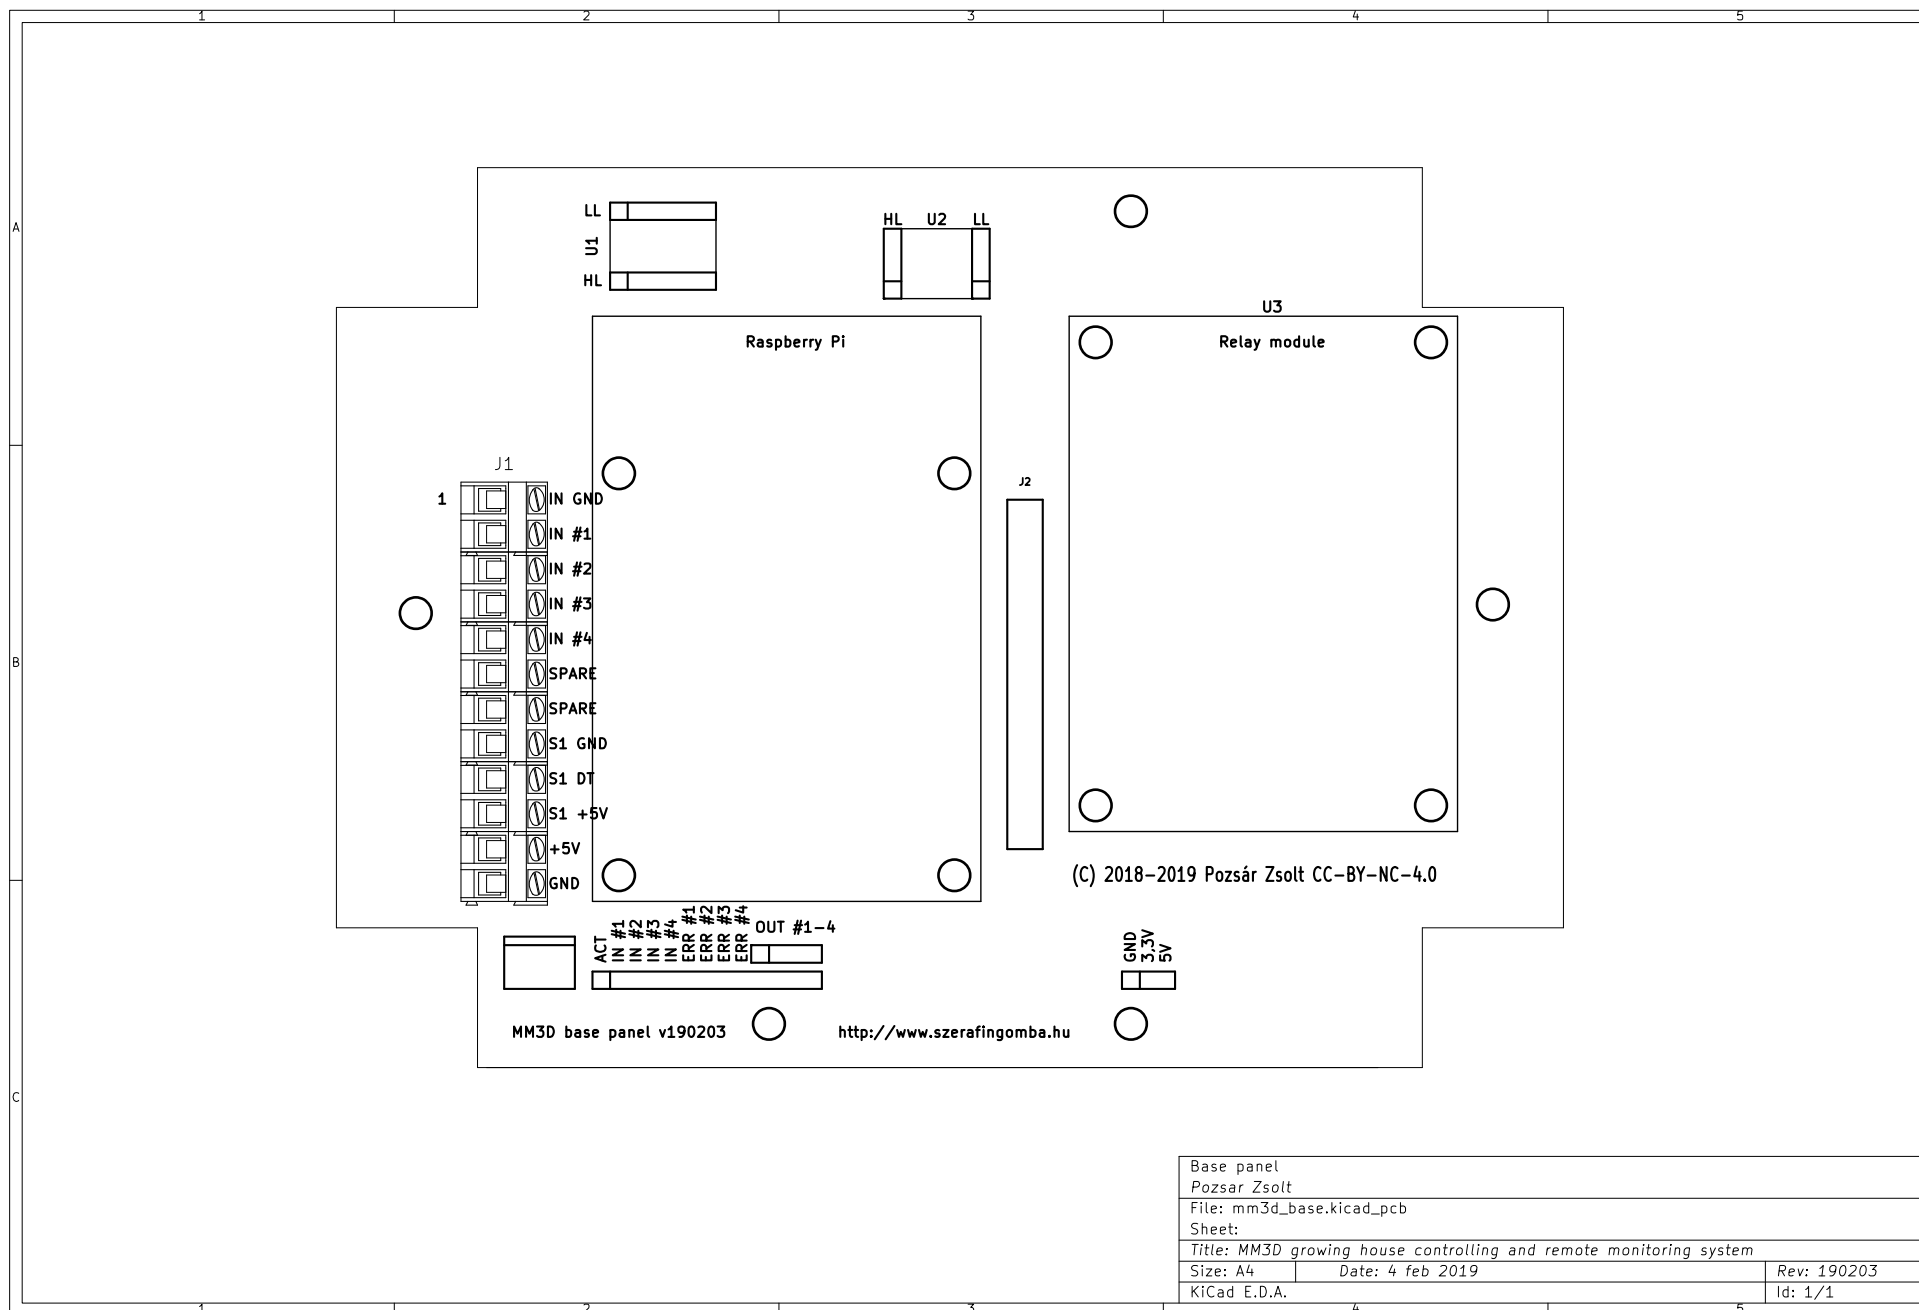 1 2 3 4 5
A
B
C
LL
U1
HL
HL U2 LL
U3
Raspberry Pi
Relay module
J1
J2
1
IN GND
IN #1
IN #2
IN #3
IN #4
SPARE
SPARE
S1 GND
S1 DT
S1 +5V
+5V
GND
(C) 2018-2019 Pozsár Zsolt CC-BY-NC-4.0
ACT
IN #1
IN #2
IN #3
IN #4
ERR #1
ERR #2
ERR #3
ERR #4
OUT #1-4
GND
3.3V
5V
MM3D base panel v190203
http://www.szerafingomba.hu
Base panel
Pozsar Zsolt
File: mm3d_base.kicad_pcb
Sheet:
Title: MM3D growing house controlling and remote monitoring system
Size: A4 Date: 4 feb 2019 Rev: 190203
KiCad E.D.A. Id: 1/1
1 2 3 4 5